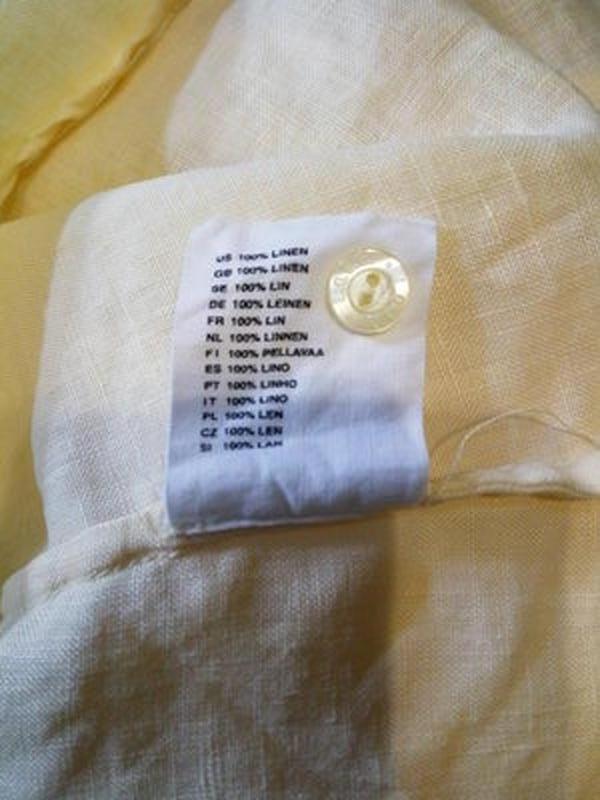 US 100% LINEN
GB 100% LINEN
SE 100% LIN
DE 100% LEINEN
FR 100% LIN
NL 100% LINNEN
FI 100% PELLAVAA
ES 100% LINO
PT 100% LINHO
IT 100% LINO
PL 100% LEN
CZ 100% LEN
SI 100% LAN